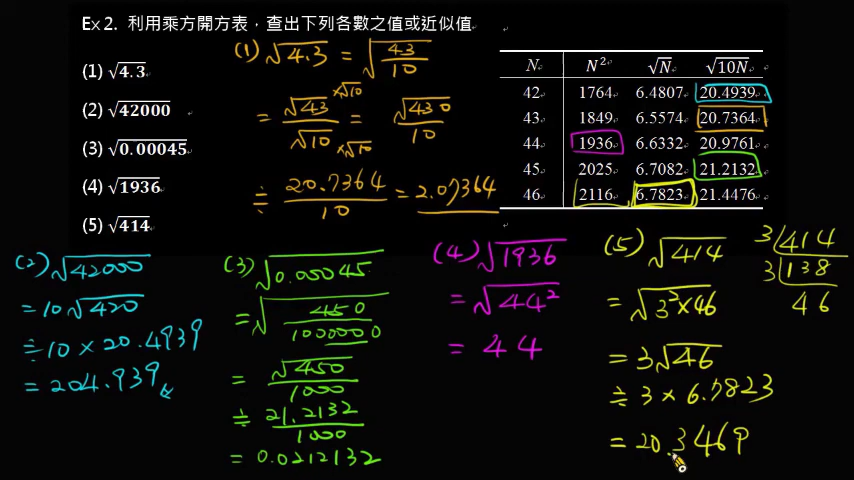 Ex 2. 利用乘方開方表，查出下列各數之值或近似值.
(1) √4.3
(2) √42000
(3) √0.00045
(4) √1936
(5) √414
N N² √N √10N
42 1764 6.4807 20.4939
43 1849 6.5574 20.7364
44 1936 6.6332 20.9761
45 2025 6.7082 21.2132
46 2116 6.7823 21.4476
(1) √4.3 = √(43/10)
= √43/√10 ×√10 ×√10 = √430/10
≑ 20.7364/10 = 2.07364
(2) √42000
= 10√420
≑ 10 × 20.4939
= 204.939
(3) √0.00045
= √(450/10000000)
= √450/1000
≑ 21.2132/1000
= 0.0212132
(4) √1936
= √44²
= 44
(5) √414
= √3²×46
= 3√46
≑ 3 × 6.7823
= 20.3469
3 414
3 138
46